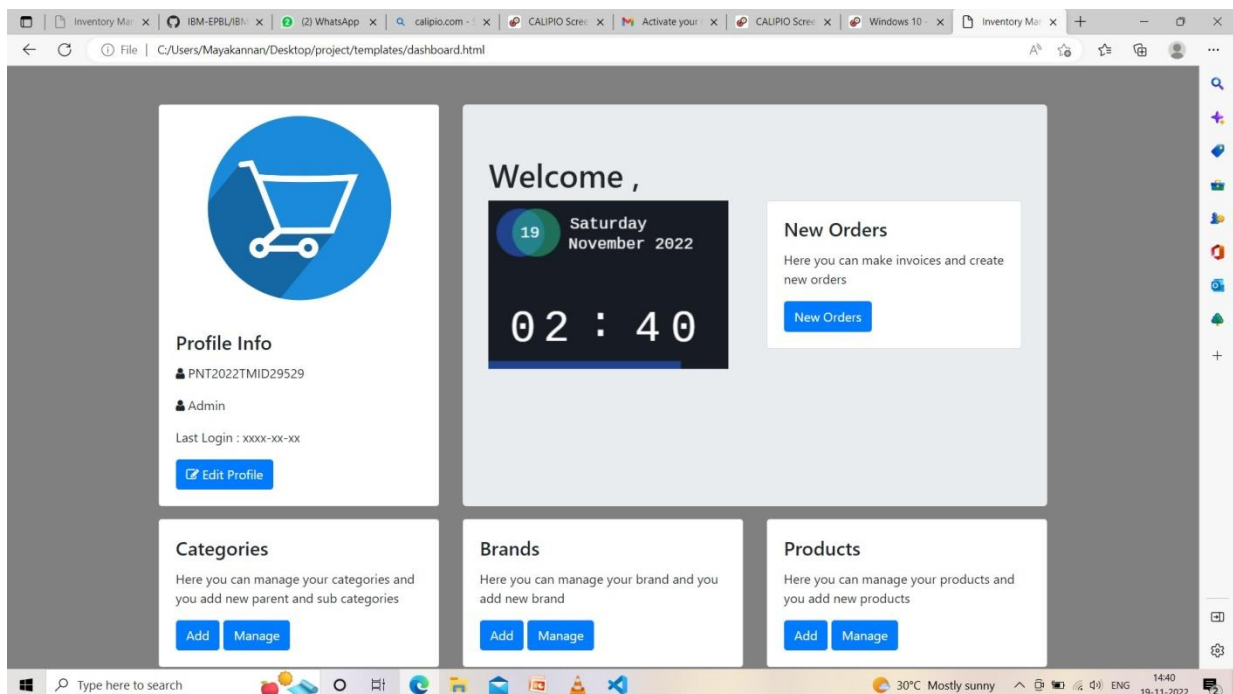 Inventory Mar
IBM-EPBL/IBM
(2) WhatsApp
calipio.com -
CALIPIO Scree
Activate your
CALIPIO Scree
Windows 10 -
Inventory Mar
File
C:/Users/Mayakannan/Desktop/project/templates/dashboard.html
Welcome ,
19
Saturday
November 2022
02 : 40
New Orders
Here you can make invoices and create
new orders
New Orders
Profile Info
PNT2022TMID29529
Admin
Last Login : xxxx-xx-xx
Edit Profile
Categories
Here you can manage your categories and
you add new parent and sub categories
Add Manage
Brands
Here you can manage your brand and you
add new brand
Add Manage
Products
Here you can manage your products and
you add new products
Add Manage
Type here to search
30°C Mostly sunny
ENG
14:40
19-11-2022